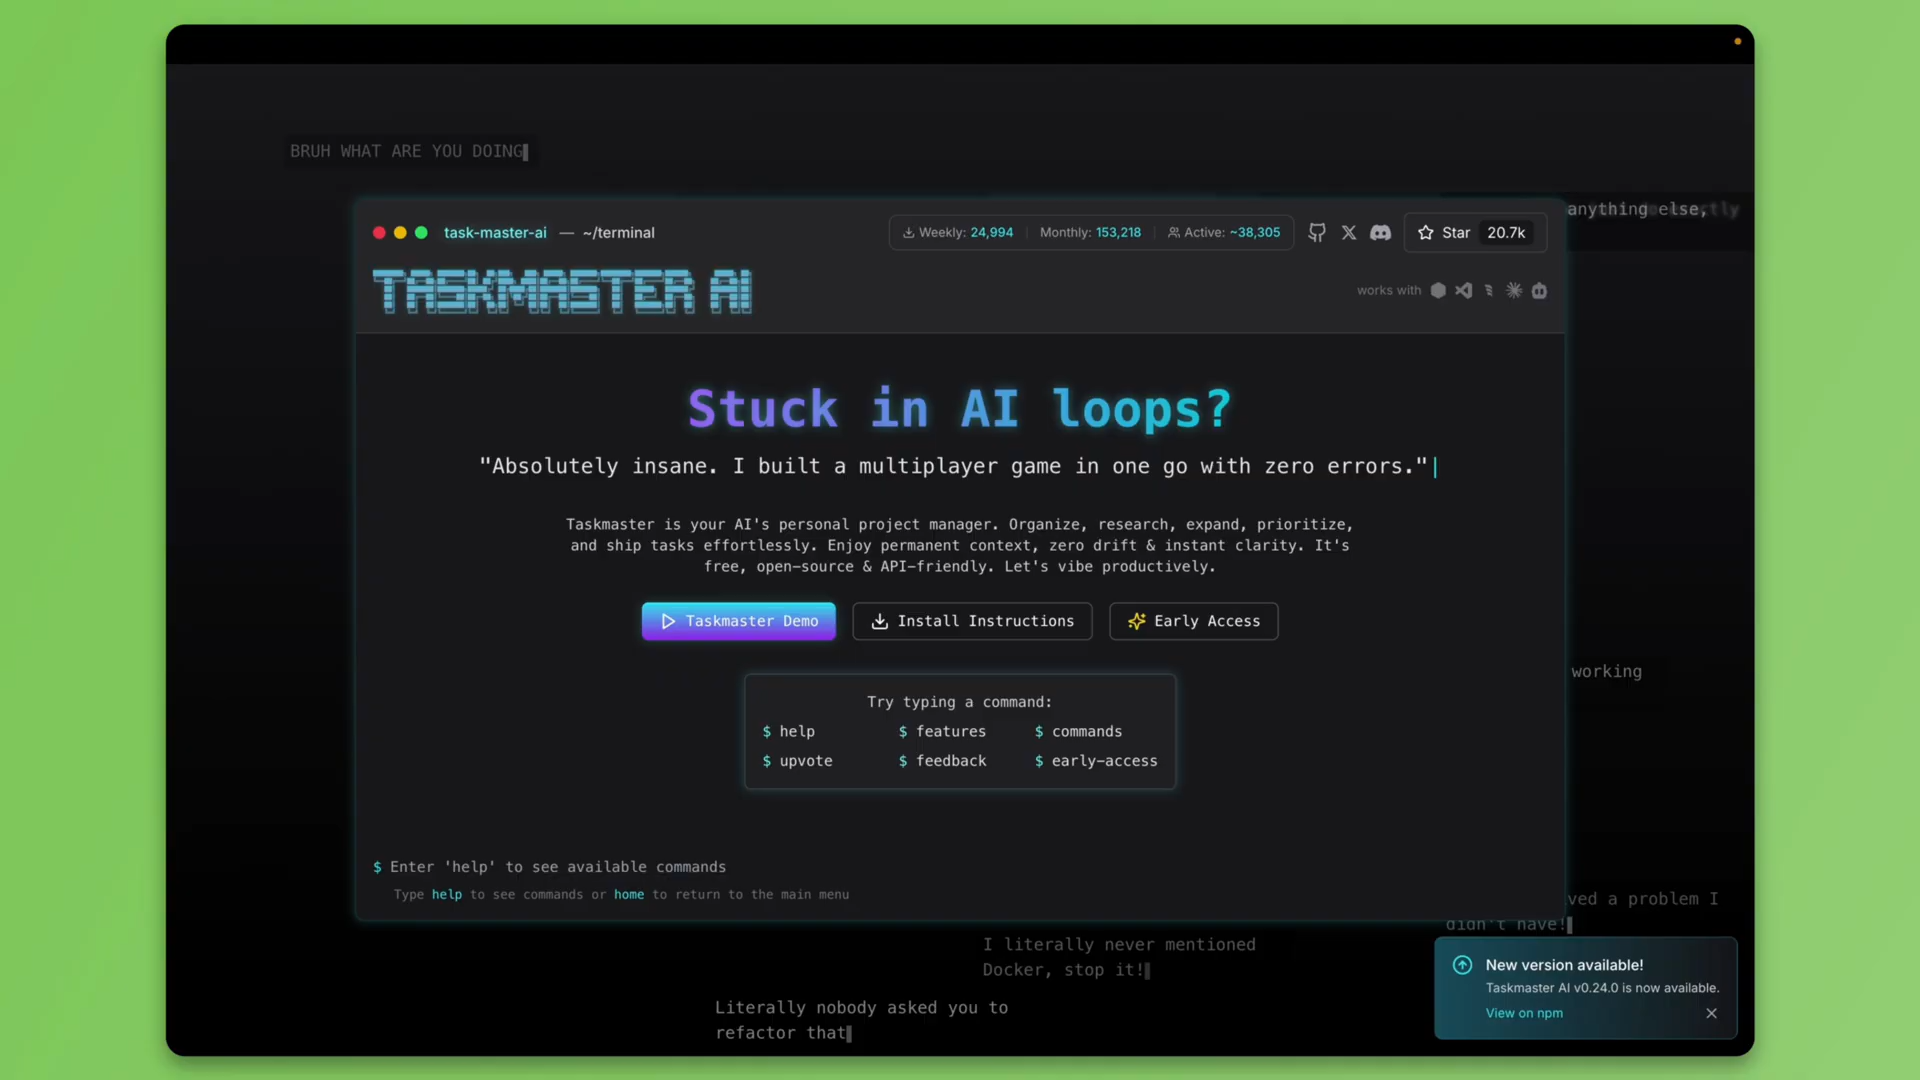 BRUH WHAT ARE YOU DOING
anything else,
task-master-ai — ~/terminal
Weekly: 24,994 Monthly: 153,218 Active: ~38,305
Star 20.7k
TASKMASTER AI
works with
Stuck in AI loops?
"Absolutely insane. I built a multiplayer game in one go with zero errors."
Taskmaster is your AI's personal project manager. Organize, research, expand, prioritize,
and ship tasks effortlessly. Enjoy permanent context, zero drift & instant clarity. It's
free, open-source & API-friendly. Let's vibe productively.
Taskmaster Demo
Install Instructions
Early Access
working
Try typing a command:
$ help $ features $ commands
$ upvote $ feedback $ early-access
$ Enter 'help' to see available commands
Type help to see commands or home to return to the main menu
ved a problem I
didn't have!
I literally never mentioned
Docker, stop it!
Literally nobody asked you to
refactor that
New version available!
Taskmaster AI v0.24.0 is now available.
View on npm